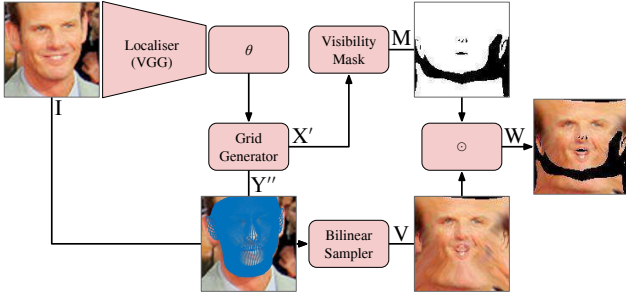 Localiser
(VGG)
θ
Visibility
Mask
M
I
Grid
Generator
X′
⊙
W
Y′′
Bilinear
Sampler
V